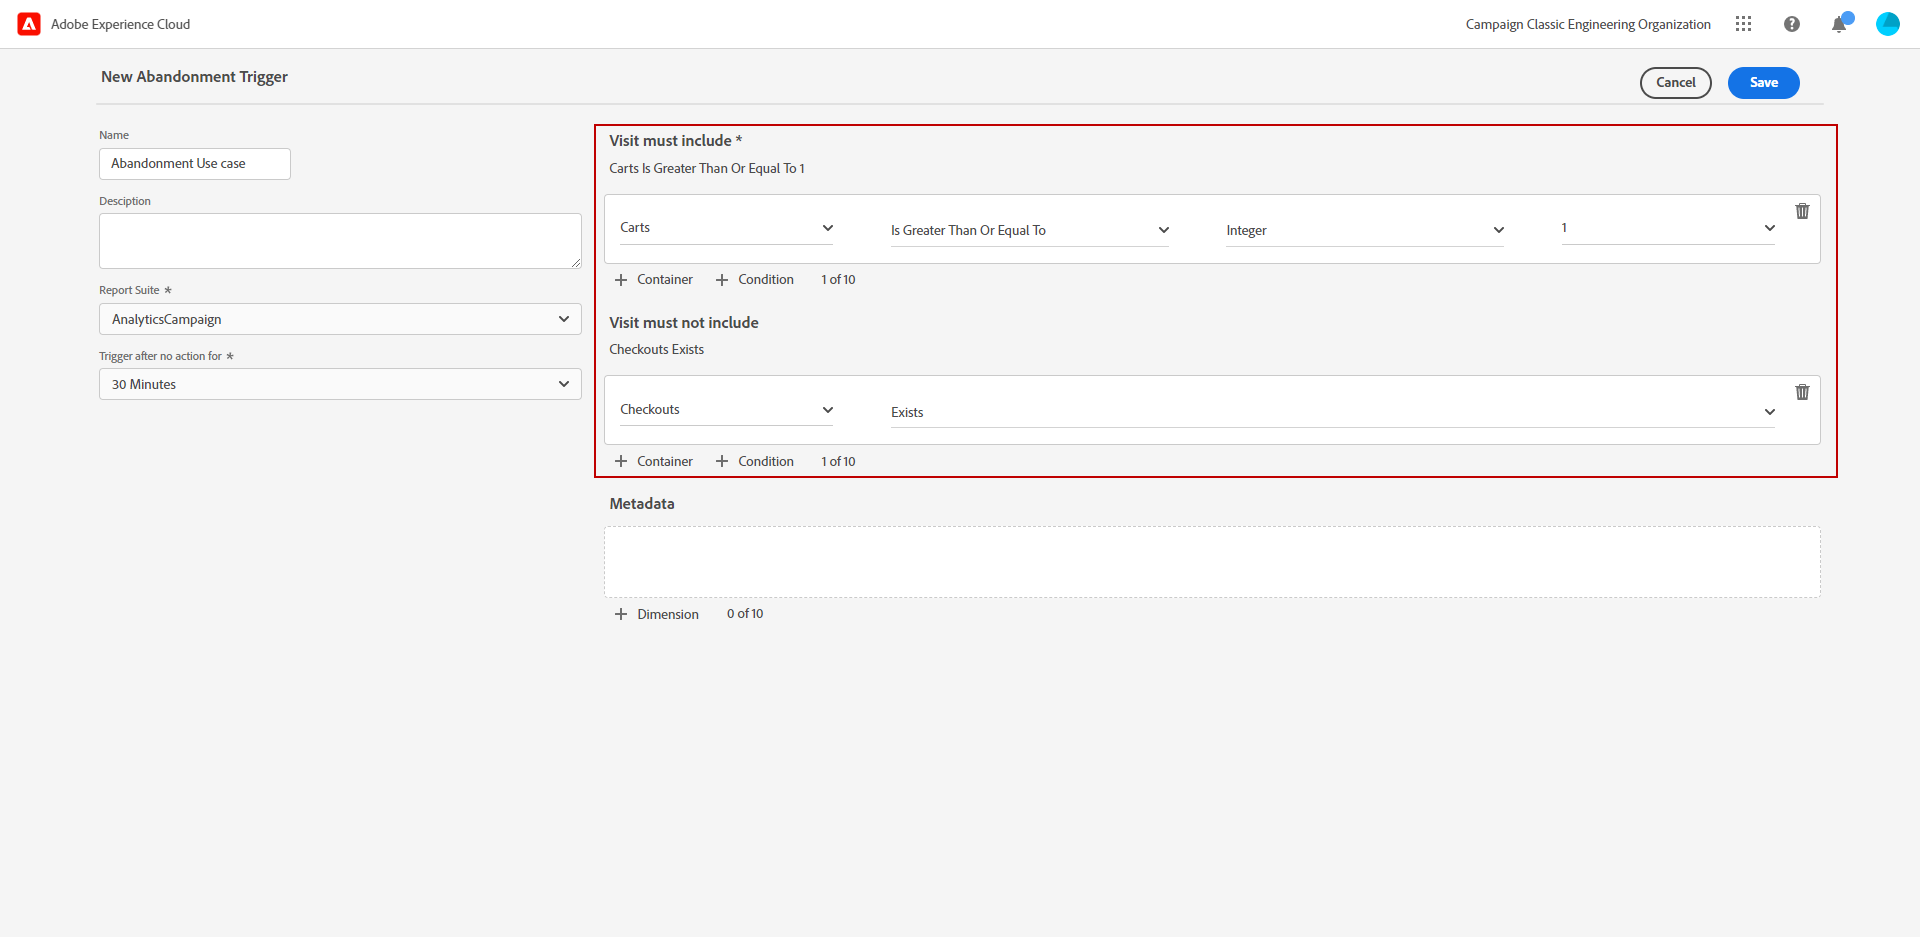 Adobe Experience Cloud
Campaign Classic Engineering Organization
New Abandonment Trigger
Cancel
Save
Name
Abandonment Use case
Desciption
Report Suite *
AnalyticsCampaign
Trigger after no action for *
30 Minutes
Visit must include *
Carts Is Greater Than Or Equal To 1
Carts
Is Greater Than Or Equal To
Integer
1
Container
Condition
1 of 10
Visit must not include
Checkouts Exists
Checkouts
Exists
Container
Condition
1 of 10
Metadata
Dimension
0 of 10